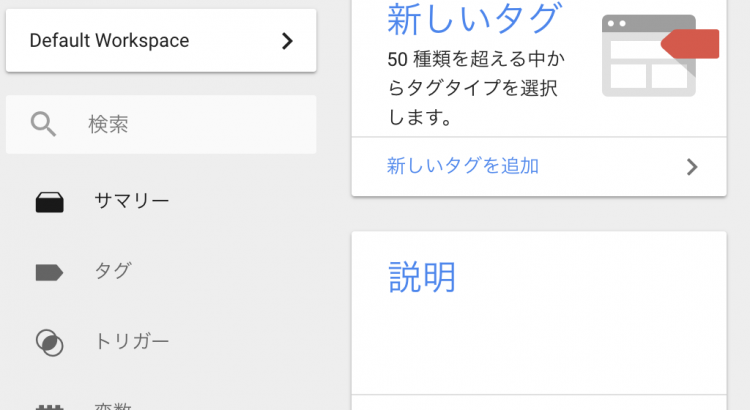 Default Workspace
検索
サマリー
タグ
トリガー
変数
新しいタグ
50 種類を超える中か
らタグタイプを選択
します。
新しいタグを追加
説明